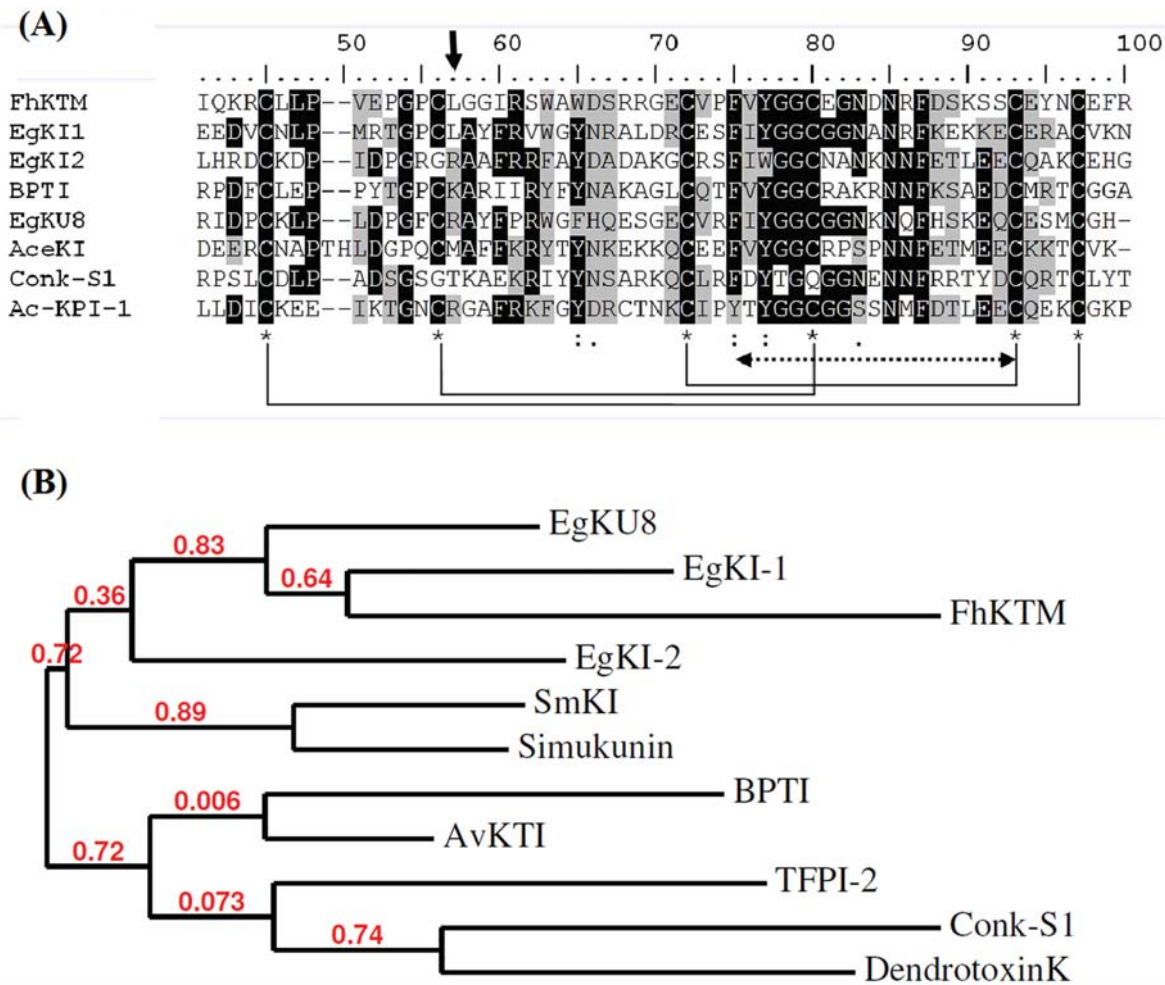 (A)
50 60 70 80 90 100
FhKTM IQKRCLLP--VEPGPCLGGIRSWAWDSRRGECVPFVYGGCEGNDNRFDSKSSCEYNCEFR
EgKI1 EEDVCNLP--MRTGPCLAYFRVWGYNRALDRCESFIYGGCGGNANRFKEKKECERACVKN
EgKI2 LHRDCKDP--IDPGRGRAAFRRFAYDADAKGCRSFIWGGCNANKNNFETLEECQAKCEHG
BPTI RPDFCLEP--PYTGPCKARIIRYFYNAKAGLCQTFVYGGCRAKRNNFKSAEDCMRTCGGA
EgKU8 RIDPCKLP--LDPGFCRAYFPRWGFHQESGECVRFIYGGCGGNKNQFHSKEQCESMCGH-
AceKI DEERCNAPTHLDGPQCMAFFKRYTYNKEKKQCEEFVYGGCRPSPNNFETMEECKKTCVK-
Conk-S1 RPSLCDLP--ADSGSGTKAEKRIYYNSARKQCLRFDYTGQGGNENNFRRTYDCQRTCLYT
Ac-KPI-1 LLDICKEE--IKTGNCRGAFRKFGYDRCTNKCIPYTYGGCGGSSNMFDTLEECQEKCGKP
* * :. * : : * . * *
(B)
EgKU8
0.83
EgKI-1
0.64
0.36
FhKTM
0.72
EgKI-2
SmKI
0.89
Simukunin
BPTI
0.006
AvKTI
0.72
TFPI-2
0.073
Conk-S1
0.74
DendrotoxinK